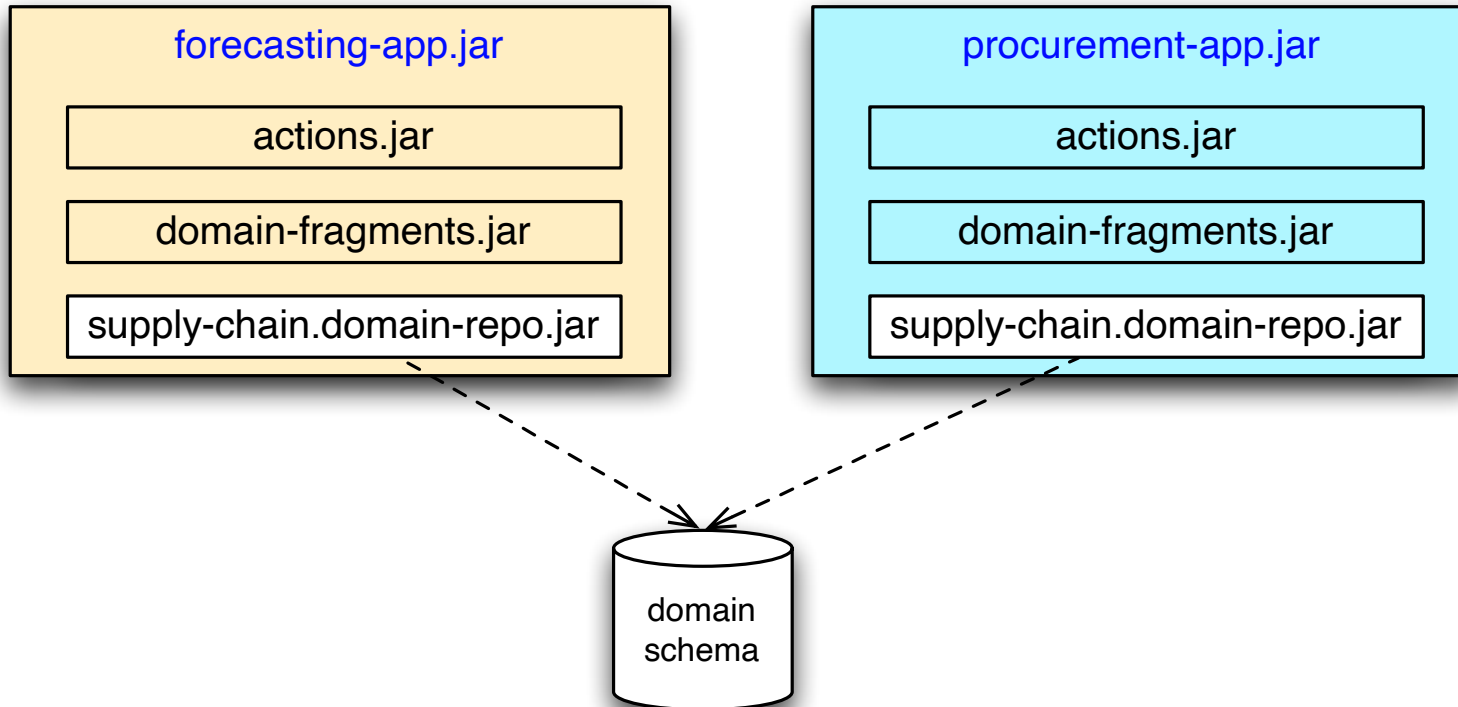 forecasting-app.jar
actions.jar
domain-fragments.jar
supply-chain.domain-repo.jar
procurement-app.jar
actions.jar
domain-fragments.jar
supply-chain.domain-repo.jar
domain
schema